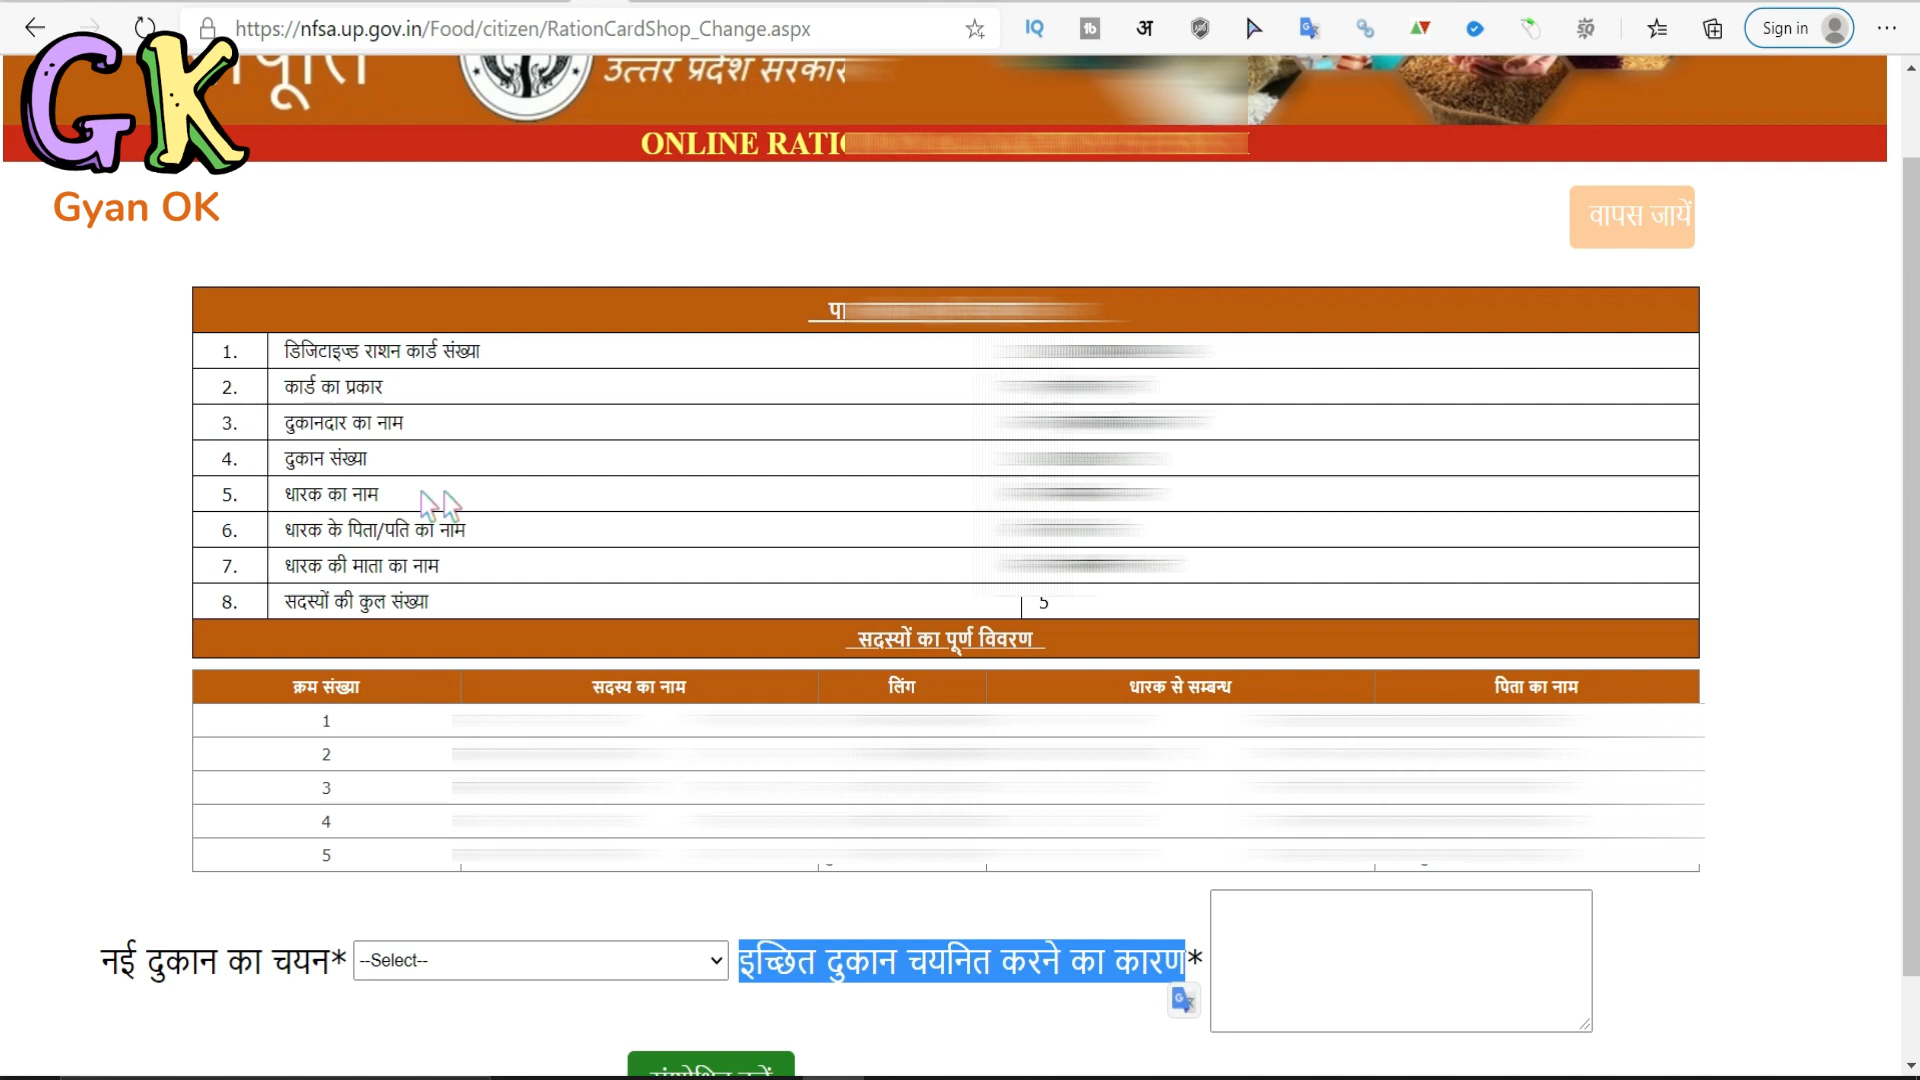 https://nfsa.up.gov.in/Food/citizen/RationCardShop_Change.aspx
Sign in
उत्तर प्रदेश सरकार
GK
ONLINE
Gyan OK
वापस जायें
1. डिजिटाइज्ड राशन कार्ड संख्या
2. कार्ड का प्रकार
3. दुकानदार का नाम
4. दुकान संख्या
5. धारक का नाम
6. धारक के पिता/पति का नाम
7. धारक की माता का नाम
8. सदस्यों की कुल संख्या 5
सदस्यों का पूर्ण विवरण
क्रम संख्या सदस्य का नाम लिंग धारक से सम्बन्ध पिता का नाम
1
2
3
4
5
नई दुकान का चयन* --Select-- इच्छित दुकान चयनित करने का कारण*